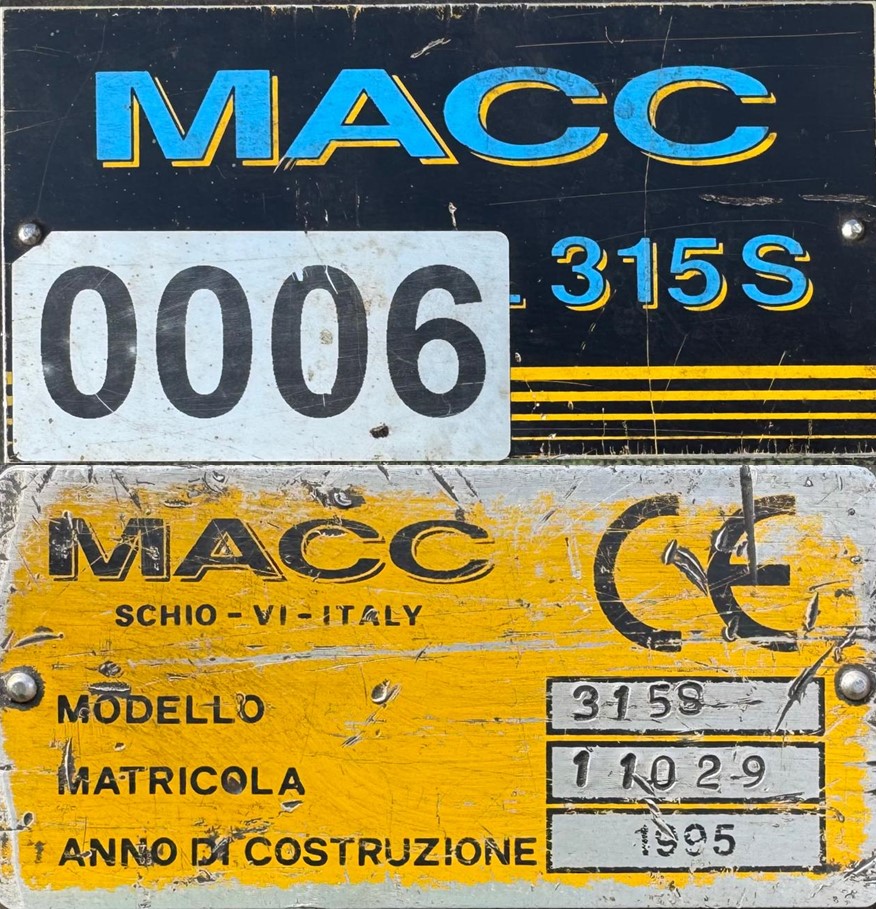 MACC
0006 315S
MACC CE
SCHIO - VI - ITALY
MODELLO 315S
MATRICOLA 11029
ANNO DI COSTRUZIONE 1995